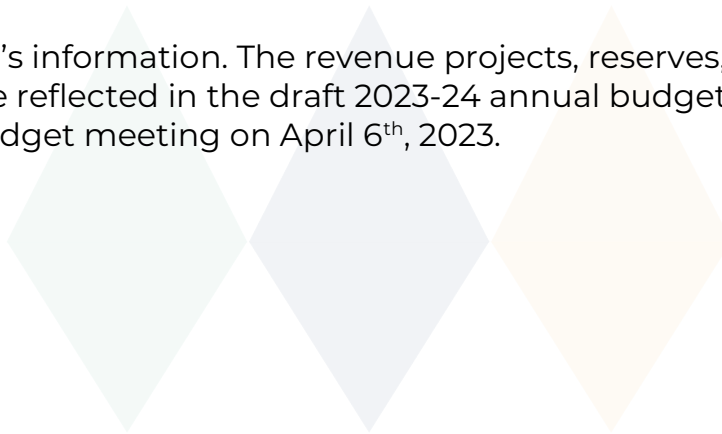 ’s information. The revenue projects, reserves,
e reflected in the draft 2023-24 annual budget
dget meeting on April 6th, 2023.